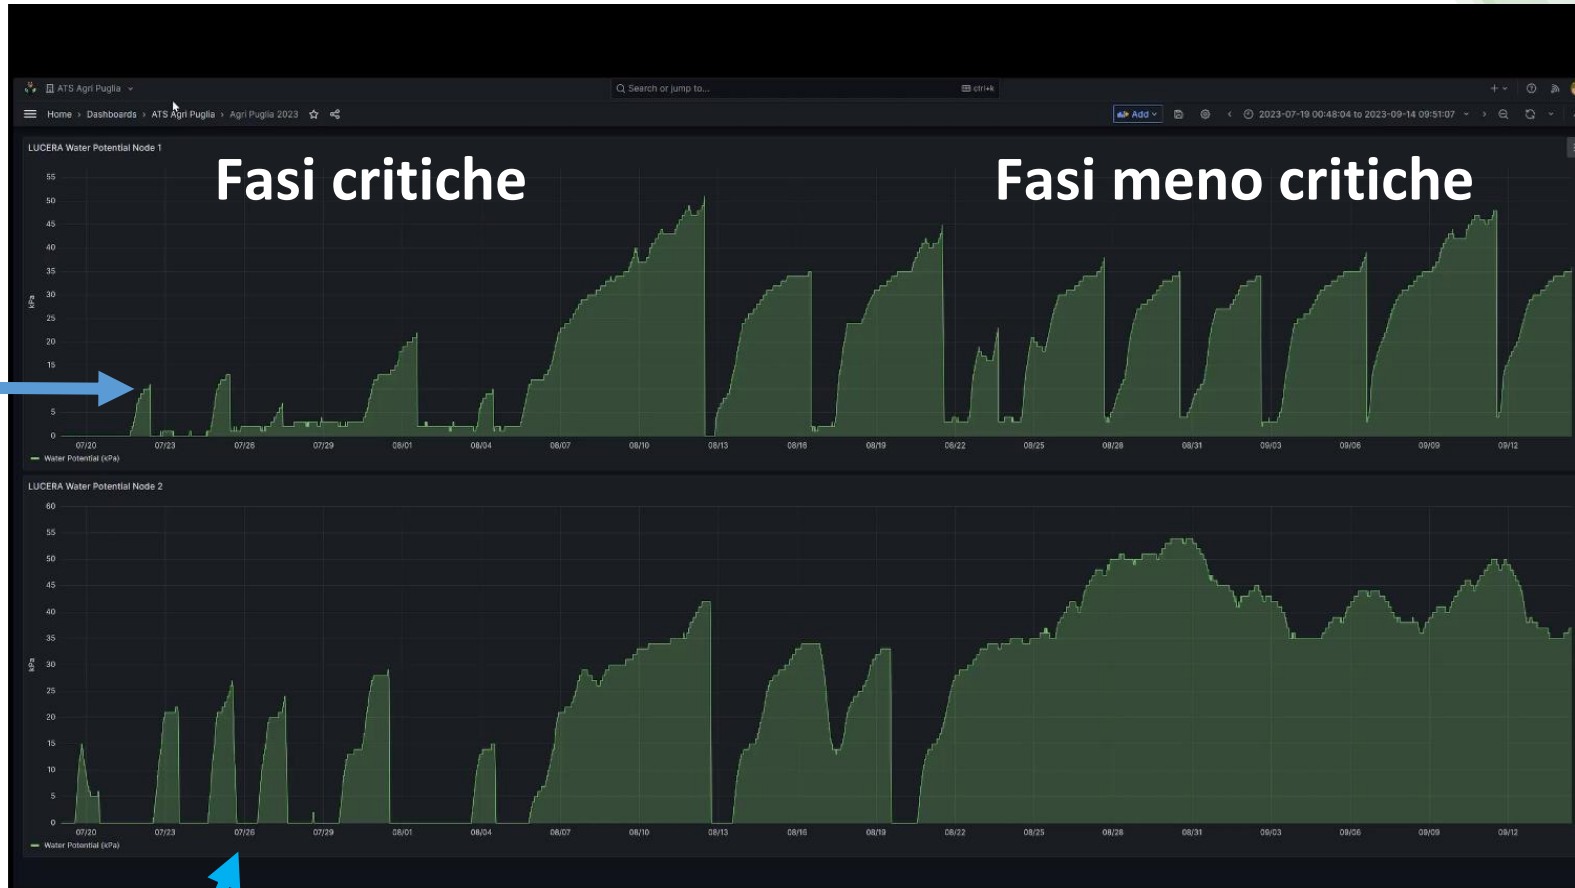 ATS Agri Puglia
Search or jump to...
ctrl+k
Home › Dashboards › ATS Agri Puglia › Agri Puglia 2023
Add
2023-07-19 00:48:04 to 2023-09-14 09:51:07
LUCERA Water Potential Node 1
Fasi critiche
Fasi meno critiche
55
50
45
40
35
30
25
20
15
5
0
kPa
07/20 07/23 07/26 07/29 08/01 08/04 08/07 08/10 08/13 08/16 08/19 08/22 08/25 08/28 08/31 09/03 09/06 09/09 09/12
Water Potential (kPa)
LUCERA Water Potential Node 2
60
55
50
45
40
35
30
25
20
15
10
5
0
kPa
07/20 07/23 07/26 07/29 08/01 08/04 08/07 08/10 08/13 08/16 08/19 08/22 08/25 08/28 08/31 09/03 09/06 09/09 09/12
Water Potential (kPa)